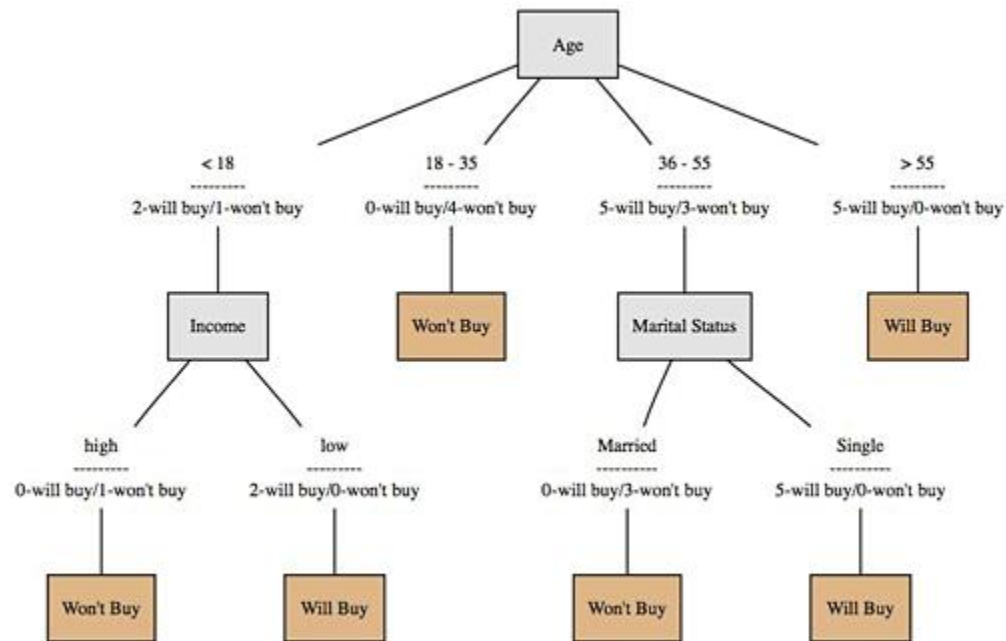 Age
< 18
---------
2-will buy/1-won't buy
18 - 35
---------
0-will buy/4-won't buy
36 - 55
---------
5-will buy/3-won't buy
> 55
---------
5-will buy/0-won't buy
Income
Won't Buy
Marital Status
Will Buy
high
---------
0-will buy/1-won't buy
low
---------
2-will buy/0-won't buy
Married
----------
0-will buy/3-won't buy
Single
----------
5-will buy/0-won't buy
Won't Buy
Will Buy
Won't Buy
Will Buy